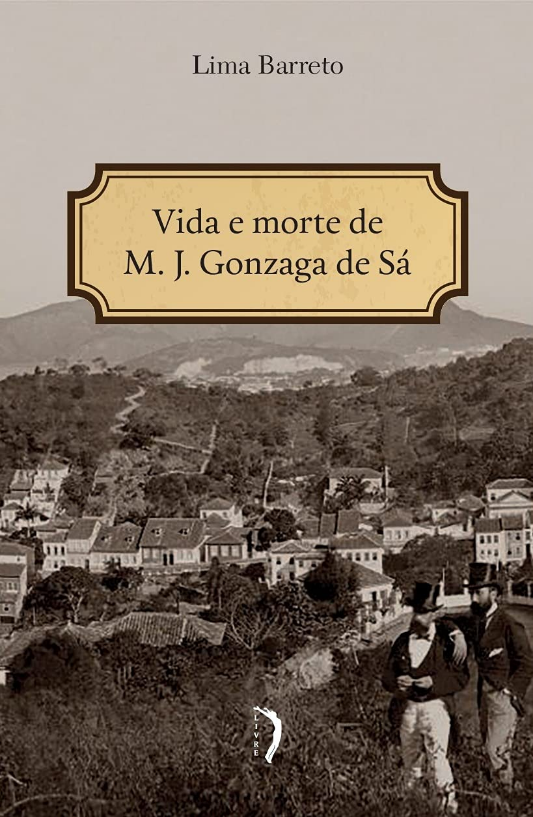 Lima Barreto
Vida e morte de
M. J. Gonzaga de Sá
LIVRE